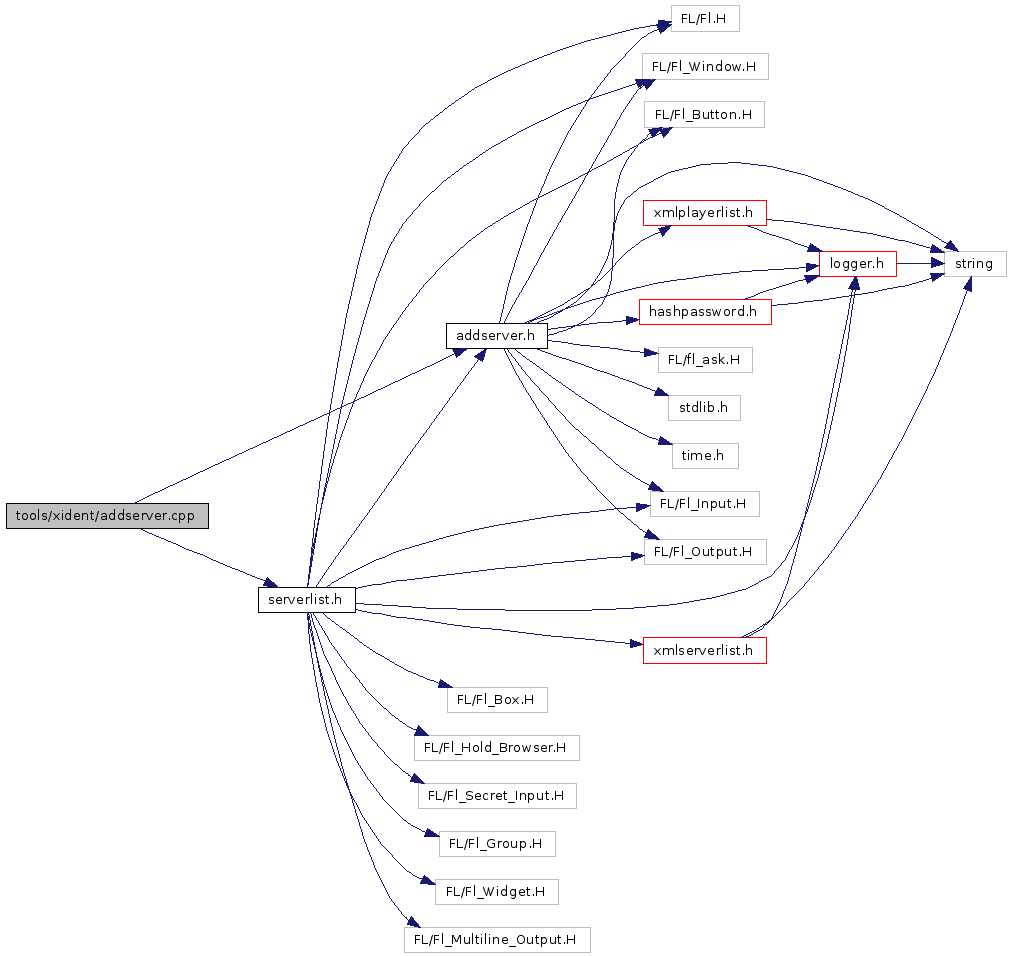 FL/Fl.H
FL/Fl_Window.H
FL/Fl_Button.H
xmlplayerlist.h
logger.h
string
hashpassword.h
addserver.h
FL/fl_ask.H
stdlib.h
time.h
FL/Fl_Input.H
tools/xident/addserver.cpp
FL/Fl_Output.H
serverlist.h
xmlserverlist.h
FL/Fl_Box.H
FL/Fl_Hold_Browser.H
FL/Fl_Secret_Input.H
FL/Fl_Group.H
FL/Fl_Widget.H
FL/Fl_Multiline_Output.H